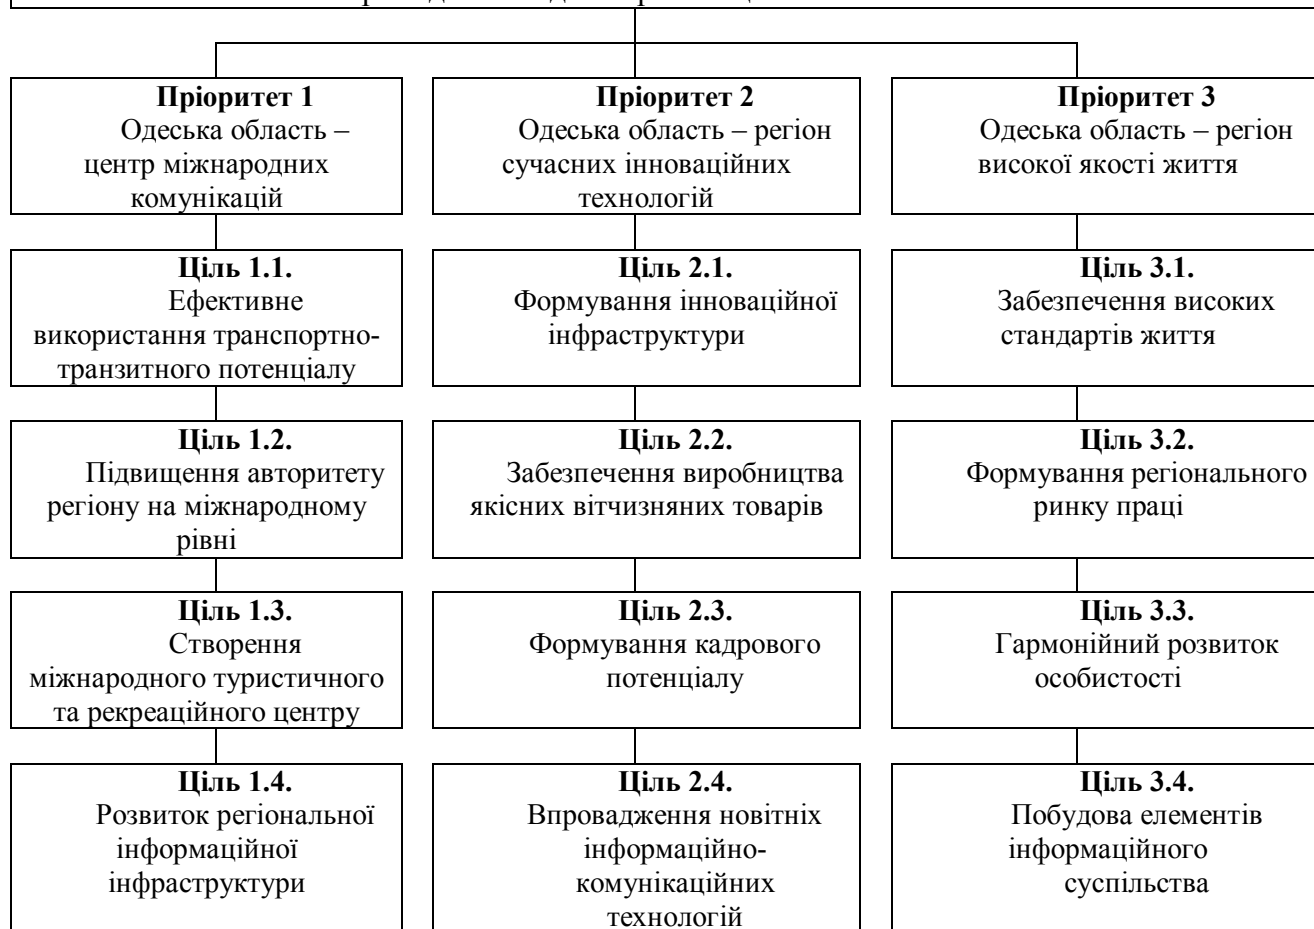 Пріоритет 1
Одеська область –
центр міжнародних
комунікацій
Пріоритет 2
Одеська область – регіон
сучасних інноваційних
технологій
Пріоритет 3
Одеська область – регіон
високої якості життя
Ціль 1.1.
Ефективне
використання транспортно-
транзитного потенціалу
Ціль 2.1.
Формування інноваційної
інфраструктури
Ціль 3.1.
Забезпечення високих
стандартів життя
Ціль 1.2.
Підвищення авторитету
регіону на міжнародному
рівні
Ціль 2.2.
Забезпечення виробництва
якісних вітчизняних товарів
Ціль 3.2.
Формування регіонального
ринку праці
Ціль 1.3.
Створення
міжнародного туристичного
та рекреаційного центру
Ціль 2.3.
Формування кадрового
потенціалу
Ціль 3.3.
Гармонійний розвиток
особистості
Ціль 1.4.
Розвиток регіональної
інформаційної
інфраструктури
Ціль 2.4.
Впровадження новітніх
інформаційно-
комунікаційних
технологій
Ціль 3.4.
Побудова елементів
інформаційного
суспільства